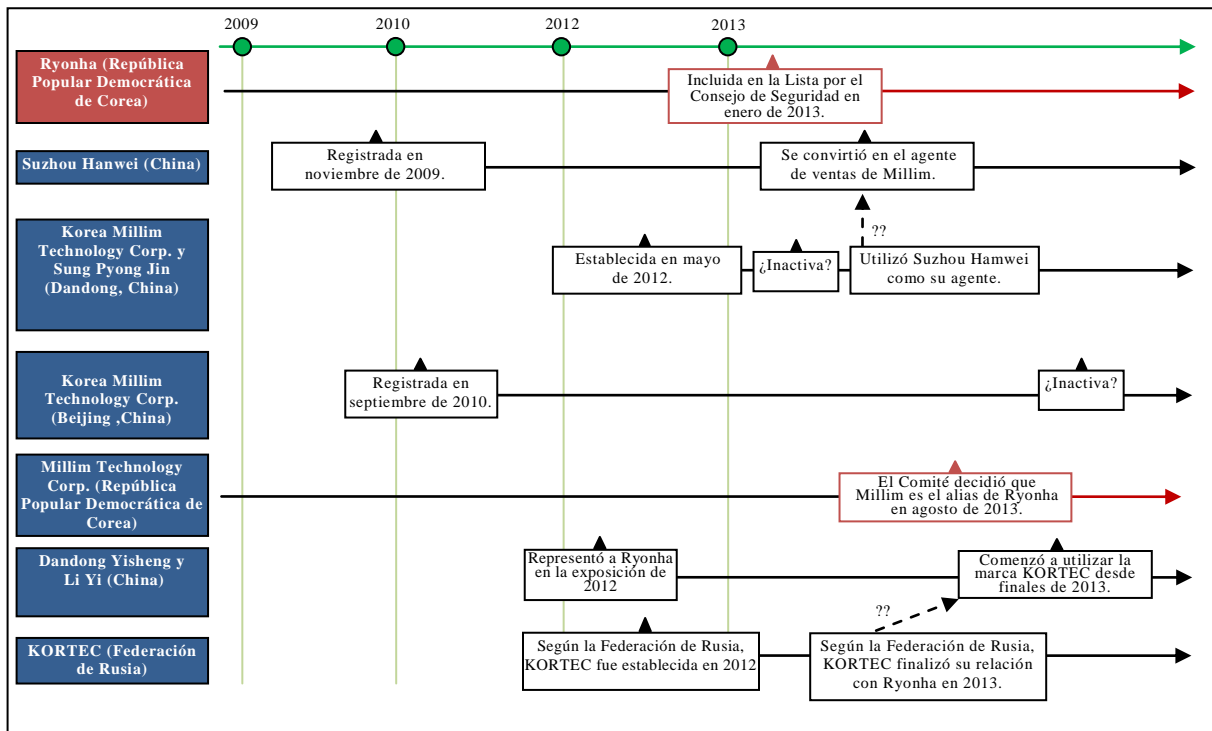 2009 2010 2012 2013
Ryonha (República
Popular Democrática
de Corea)
Incluida en la Lista por el
Consejo de Seguridad en
enero de 2013.
Suzhou Hanwei (China)
Registrada en
noviembre de 2009.
Se convirtió en el agente
de ventas de Millim.
Korea Millim
Technology Corp. y
Sung Pyong Jin
(Dandong, China)
Establecida en mayo
de 2012.
¿Inactiva?
??
Utilizó Suzhou Hamwei
como su agente.
Korea Millim
Technology Corp.
(Beijing ,China)
Registrada en
septiembre de 2010.
¿Inactiva?
Millim Technology
Corp. (República
Popular Democrática de
Corea)
El Comité decidió que
Millim es el alias de Ryonha
en agosto de 2013.
Dandong Yisheng y
Li Yi (China)
Representó a Ryonha
en la exposición de
2012
Comenzó a utilizar la
marca KORTEC desde
finales de 2013.
??
KORTEC (Federación
de Rusia)
Según la Federación de Rusia,
KORTEC fue establecida en 2012
Según la Federación de Rusia,
KORTEC finalizó su relación
con Ryonha en 2013.